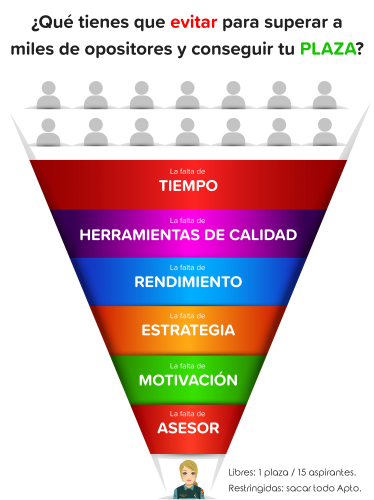 ¿Qué tienes que evitar para superar a
miles de opositores y conseguir tu PLAZA?
La falta de
TIEMPO
La falta de
HERRAMIENTAS DE CALIDAD
La falta de
RENDIMIENTO
La falta de
ESTRATEGIA
La falta de
MOTIVACIÓN
La falta de
ASESOR
Libres: 1 plaza / 15 aspirantes.
Restringidas: sacar todo Apto.